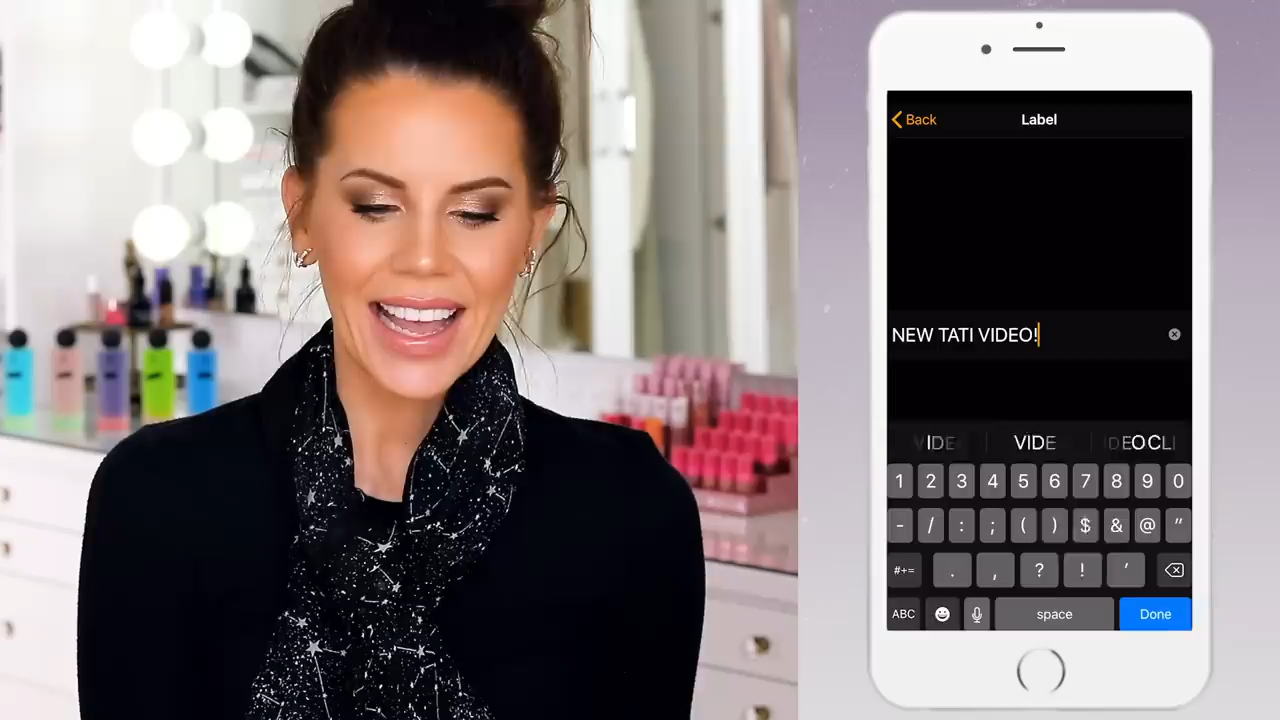 Back
Label
NEW TATI VIDEO!
VIDE VIDE DEOCL
1 2 3 4 5 6 7 8 9 0
- / : ; ( ) $ & @ "
#+= . , ? ! '
ABC space Done